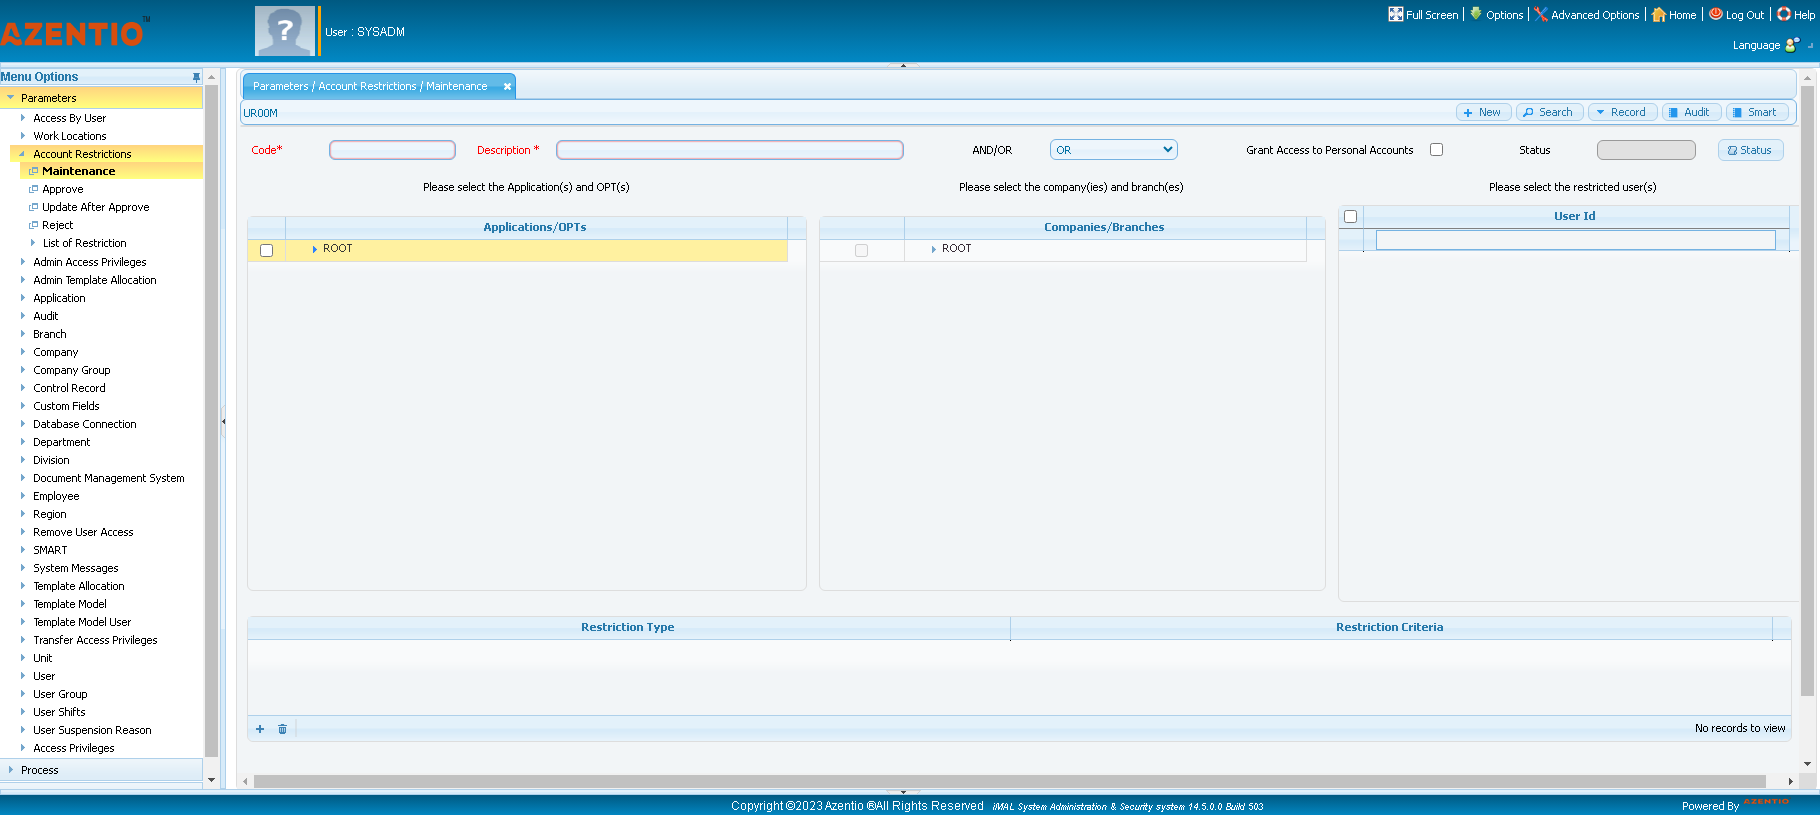 AZENTIO™
User : SYSADM
Full Screen
Options
Advanced Options
Home
Log Out
Help
Language
Menu Options
Parameters
Access By User
Work Locations
Account Restrictions
Maintenance
Approve
Update After Approve
Reject
List of Restriction
Admin Access Privileges
Admin Template Allocation
Application
Audit
Branch
Company
Company Group
Control Record
Custom Fields
Database Connection
Department
Division
Document Management System
Employee
Region
Remove User Access
SMART
System Messages
Template Allocation
Template Model
Template Model User
Transfer Access Privileges
Unit
User
User Group
User Shifts
User Suspension Reason
Access Privileges
Process
Parameters / Account Restrictions / Maintenance
UR00M
New
Search
Record
Audit
Smart
Code*
Description *
AND/OR
OR
Grant Access to Personal Accounts
Status
Status
Please select the Application(s) and OPT(s)
Please select the company(ies) and branch(es)
Please select the restricted user(s)
Applications/OPTs
ROOT
Companies/Branches
ROOT
User Id
Restriction Type
Restriction Criteria
No records to view
Copyright ©2023 Azentio ®All Rights Reserved iMAL System Administration & Security system 14.5.0.0 Build 503
Powered By AZENTIO